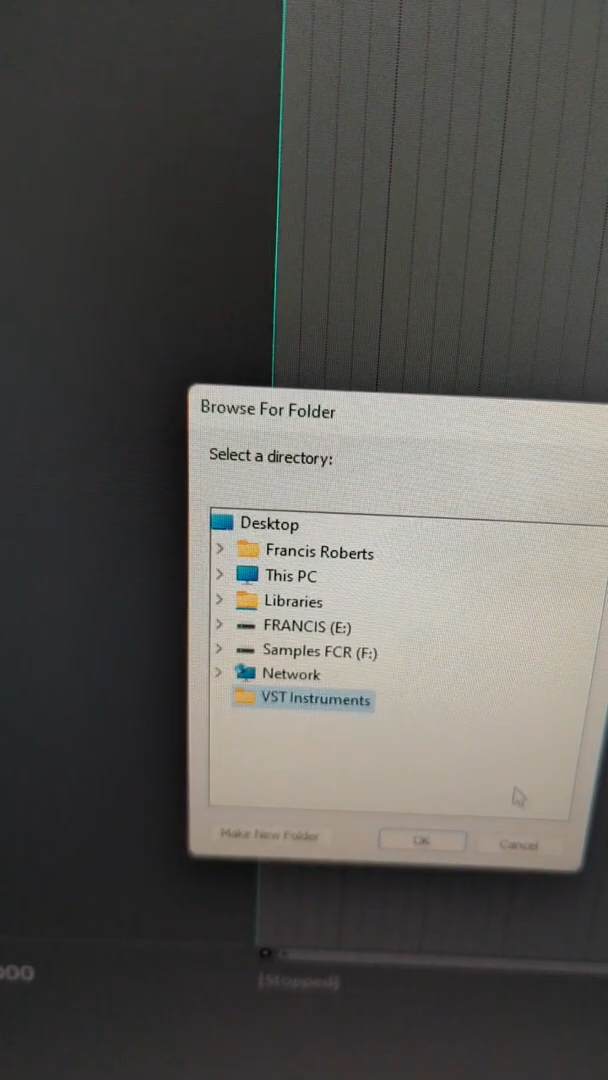 Browse For Folder
Select a directory:
Desktop
Francis Roberts
This PC
Libraries
FRANCIS (E:)
Samples FCR (F:)
Network
VST Instruments
Make New Folder
OK
Cancel
[Stopped]